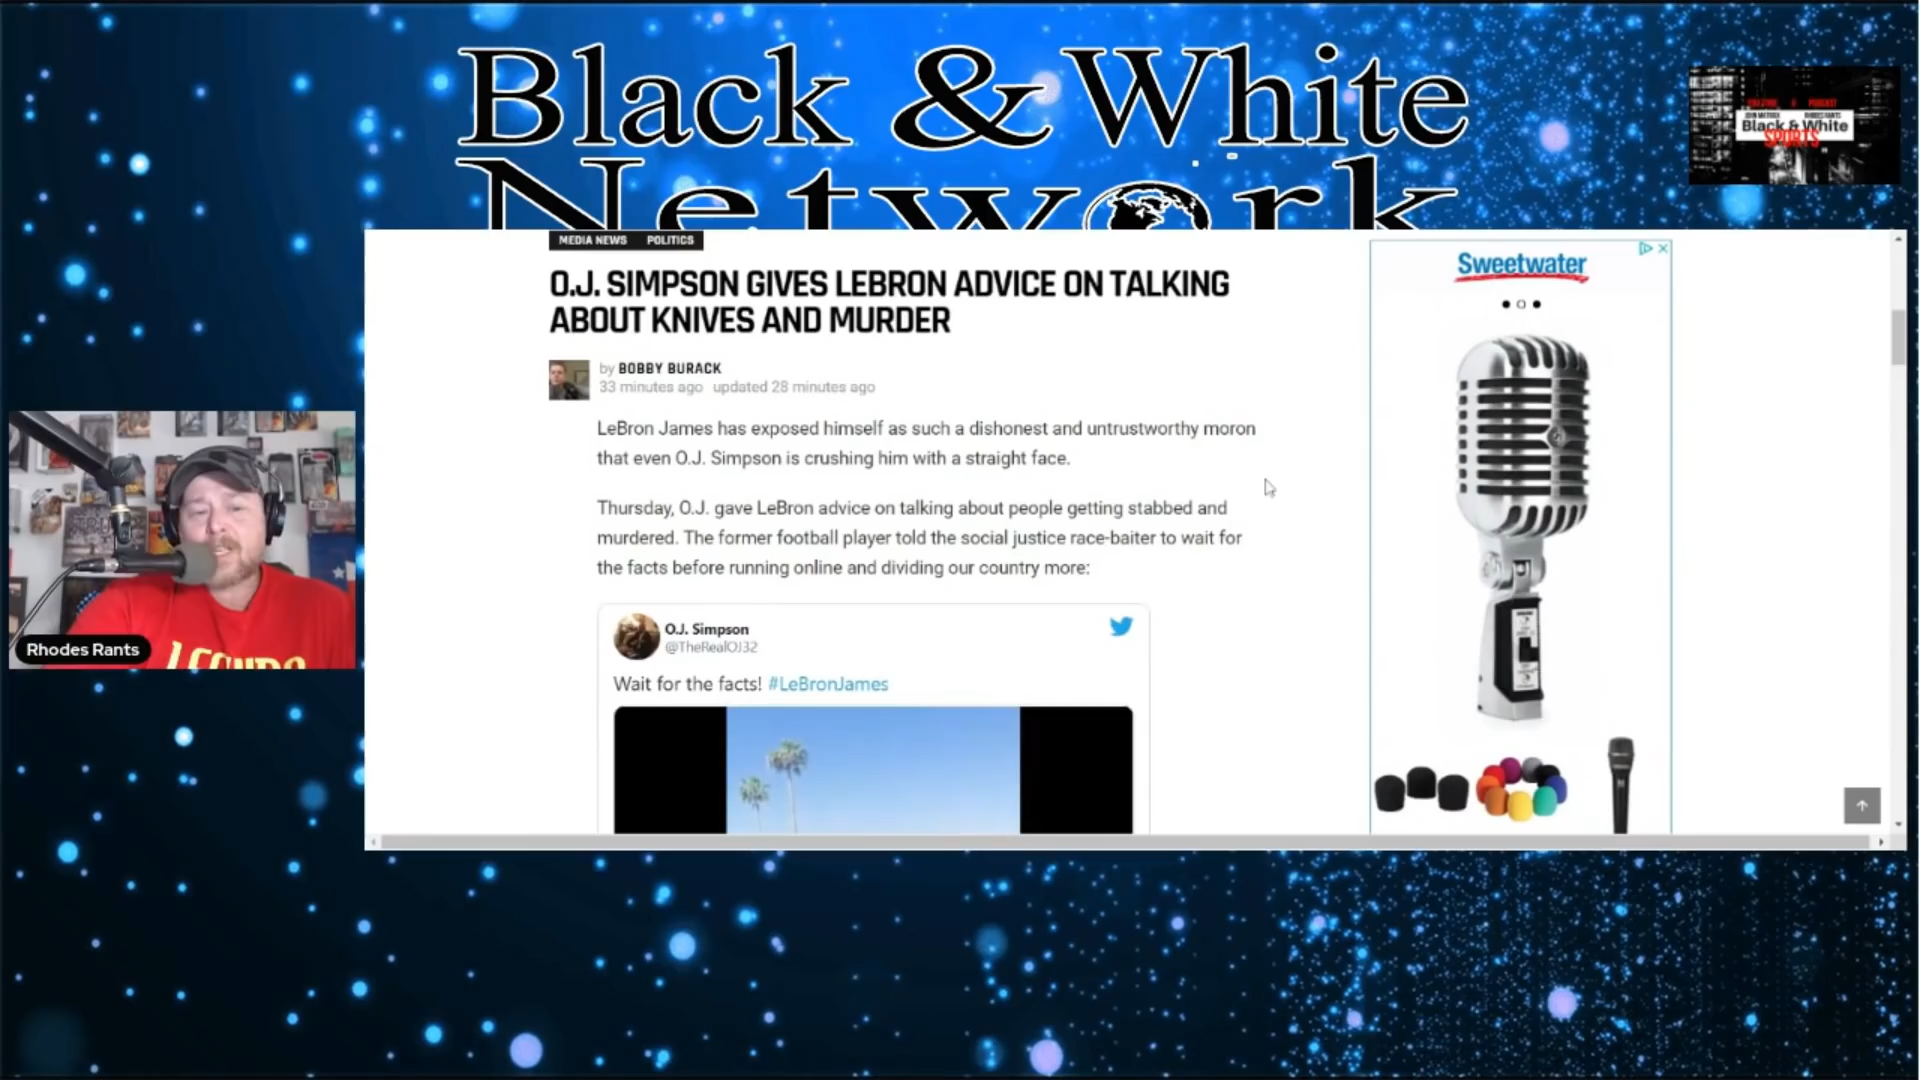 Black & White
Network
YOUTUBE & PODCAST
Black & White
SPORTS
MEDIA NEWS POLITICS
O.J. SIMPSON GIVES LEBRON ADVICE ON TALKING
ABOUT KNIVES AND MURDER
by BOBBY BURACK
33 minutes ago updated 28 minutes ago
LeBron James has exposed himself as such a dishonest and untrustworthy moron
that even O.J. Simpson is crushing him with a straight face.
Thursday, O.J. gave LeBron advice on talking about people getting stabbed and
murdered. The former football player told the social justice race-baiter to wait for
the facts before running online and dividing our country more:
O.J. Simpson
@TheRealOJ32
Wait for the facts! #LeBronJames
Sweetwater
Rhodes Rants
LEGENDS